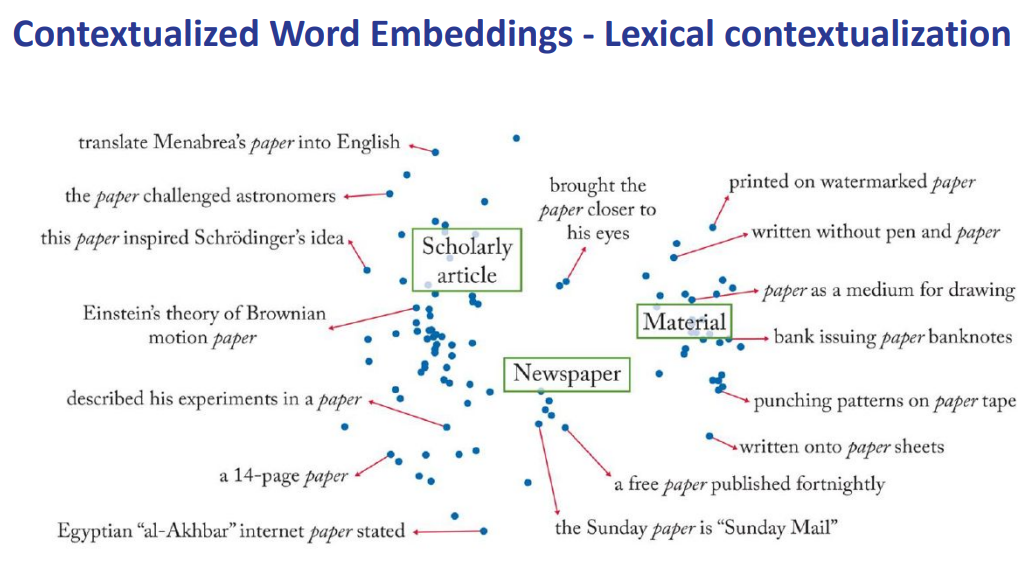 Contextualized Word Embeddings - Lexical contextualization
translate Menabrea's paper into English
the paper challenged astronomers
this paper inspired Schrödinger's idea
Scholarly
article
Einstein's theory of Brownian
motion paper
described his experiments in a paper
a 14-page paper
Egyptian “al-Akhbar” internet paper stated
brought the
paper closer to
his eyes
Newspaper
a free paper published fortnightly
the Sunday paper is “Sunday Mail”
printed on watermarked paper
written without pen and paper
paper as a medium for drawing
Material
bank issuing paper banknotes
punching patterns on paper tape
written onto paper sheets